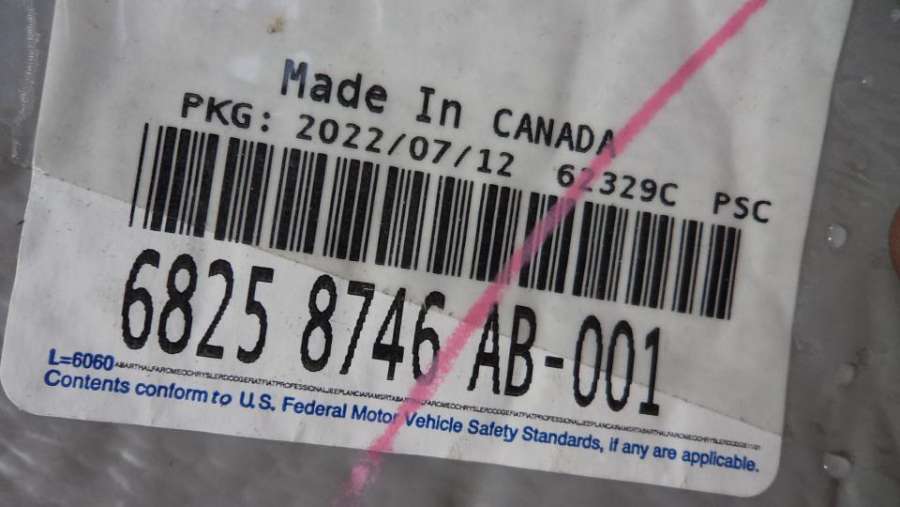 Made In CANADA
PKG: 2022/07/12 62329C PSC
6825 8746 AB-001
L=6060
Contents conform to U.S. Federal Motor Vehicle Safety Standards, if any are applicable.